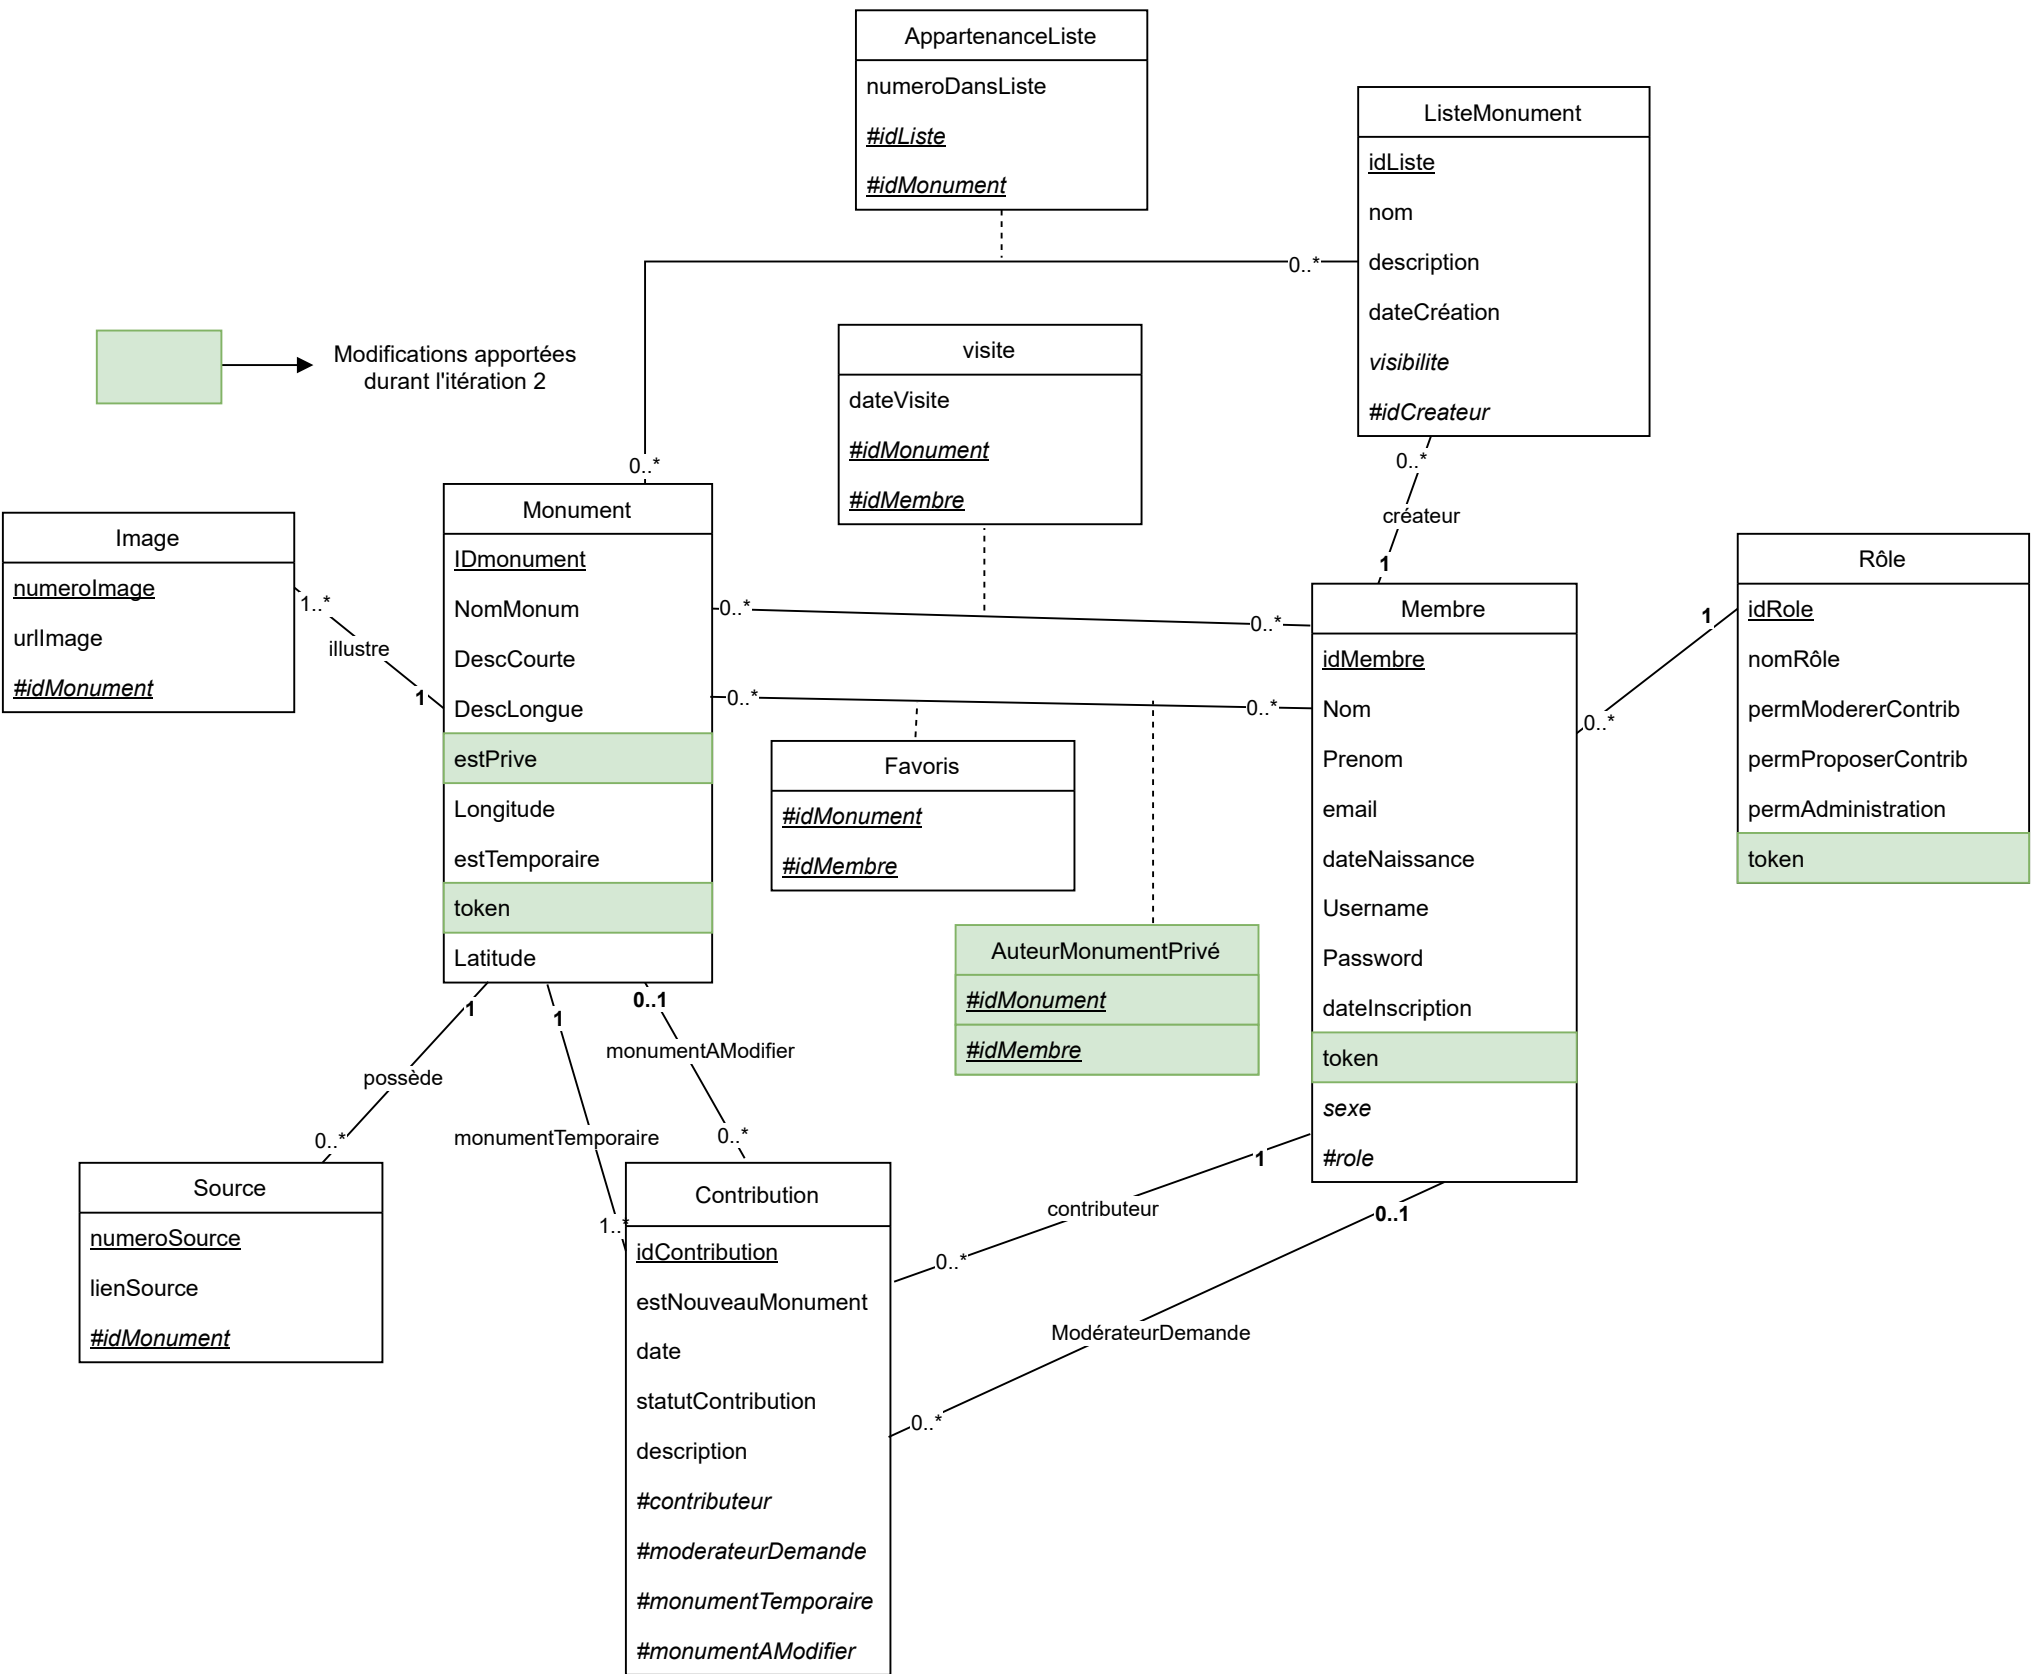 AppartenanceListe
numeroDansListe
#idListe
#idMonument
ListeMonument
idListe
nom
description
dateCréation
visibilite
#idCreateur
0..*
0..*
Modifications apportées
durant l'itération 2
visite
dateVisite
#idMonument
#idMembre
0..*
créateur
1
Image
numeroImage
urlImage
#idMonument
1..*
illustre
1
Monument
IDmonument
NomMonum
DescCourte
DescLongue
estPrive
Longitude
estTemporaire
token
Latitude
0..*
0..*
0..*
0..*
Favoris
#idMonument
#idMembre
AuteurMonumentPrivé
#idMonument
#idMembre
Membre
idMembre
Nom
Prenom
email
dateNaissance
Username
Password
dateInscription
token
sexe
#role
Rôle
idRole
nomRôle
permModererContrib
permProposerContrib
permAdministration
token
1
0..*
1
possède
0..*
1
monumentTemporaire
1..*
0..1
monumentAModifier
0..*
Source
numeroSource
lienSource
#idMonument
Contribution
idContribution
estNouveauMonument
date
statutContribution
description
#contributeur
#moderateurDemande
#monumentTemporaire
#monumentAModifier
1
contributeur
0..*
0..1
ModérateurDemande
0..*